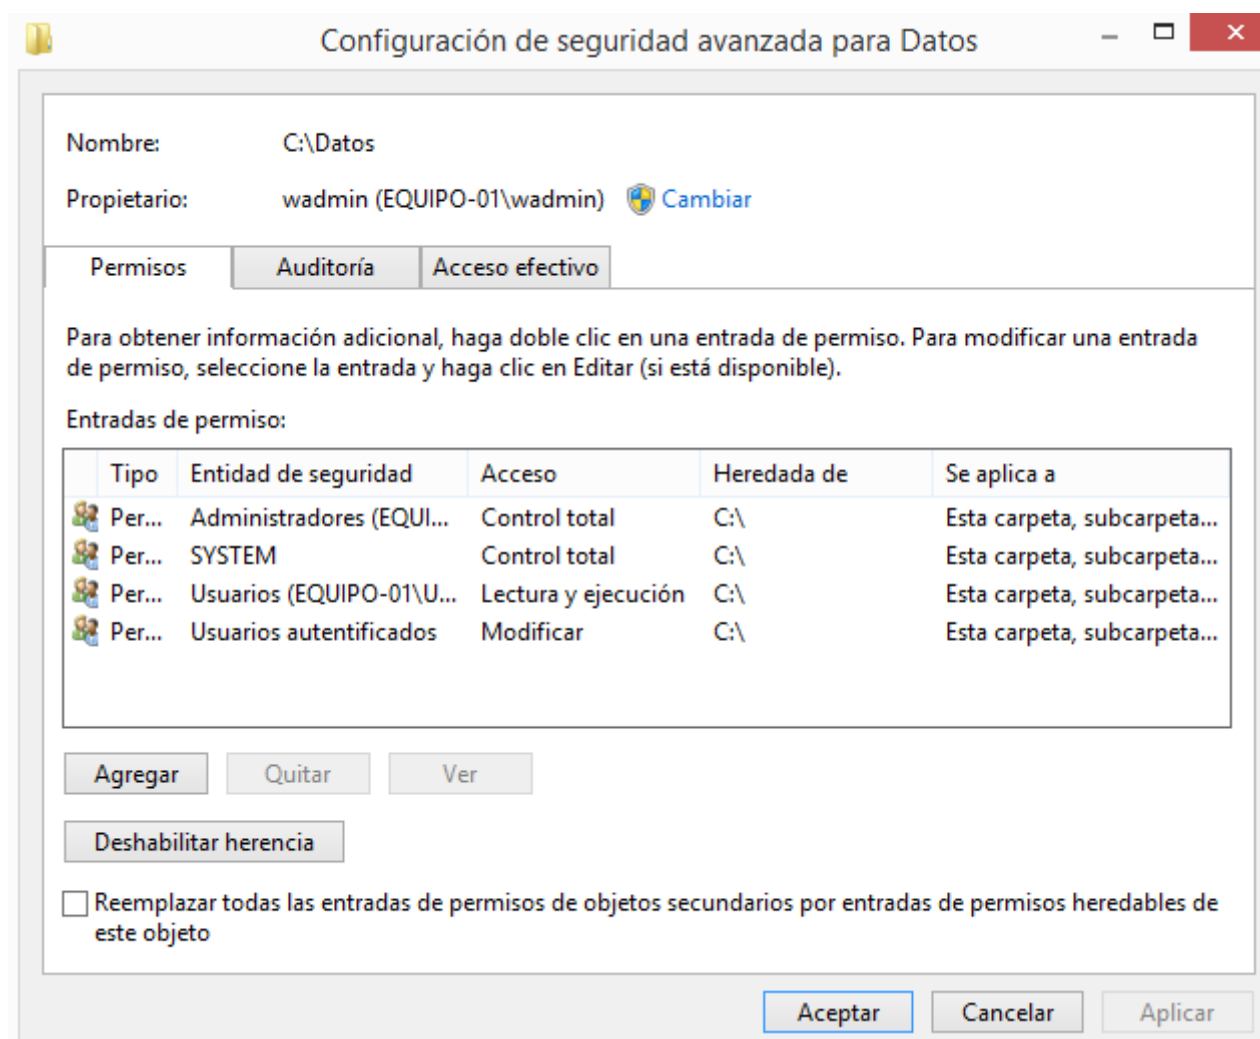 Configuración de seguridad avanzada para Datos
Nombre: C:\Datos
Propietario: wadmin (EQUIPO-01\wadmin) Cambiar
Permisos Auditoría Acceso efectivo
Para obtener información adicional, haga doble clic en una entrada de permiso. Para modificar una entrada
de permiso, seleccione la entrada y haga clic en Editar (si está disponible).
Entradas de permiso:
Tipo Entidad de seguridad Acceso Heredada de Se aplica a
Per... Administradores (EQUI... Control total C:\ Esta carpeta, subcarpeta...
Per... SYSTEM Control total C:\ Esta carpeta, subcarpeta...
Per... Usuarios (EQUIPO-01\U... Lectura y ejecución C:\ Esta carpeta, subcarpeta...
Per... Usuarios autentificados Modificar C:\ Esta carpeta, subcarpeta...
Agregar Quitar Ver
Deshabilitar herencia
Reemplazar todas las entradas de permisos de objetos secundarios por entradas de permisos heredables de
este objeto
Aceptar Cancelar Aplicar